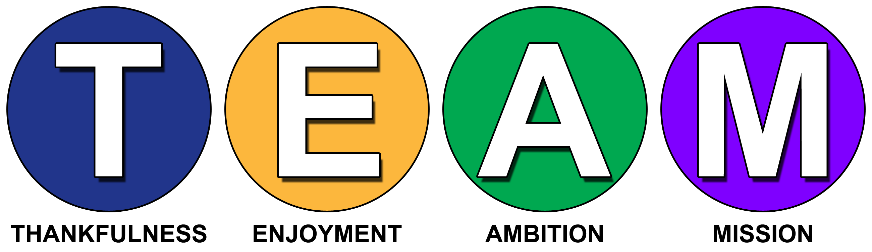 T E A M
THANKFULNESS ENJOYMENT AMBITION MISSION